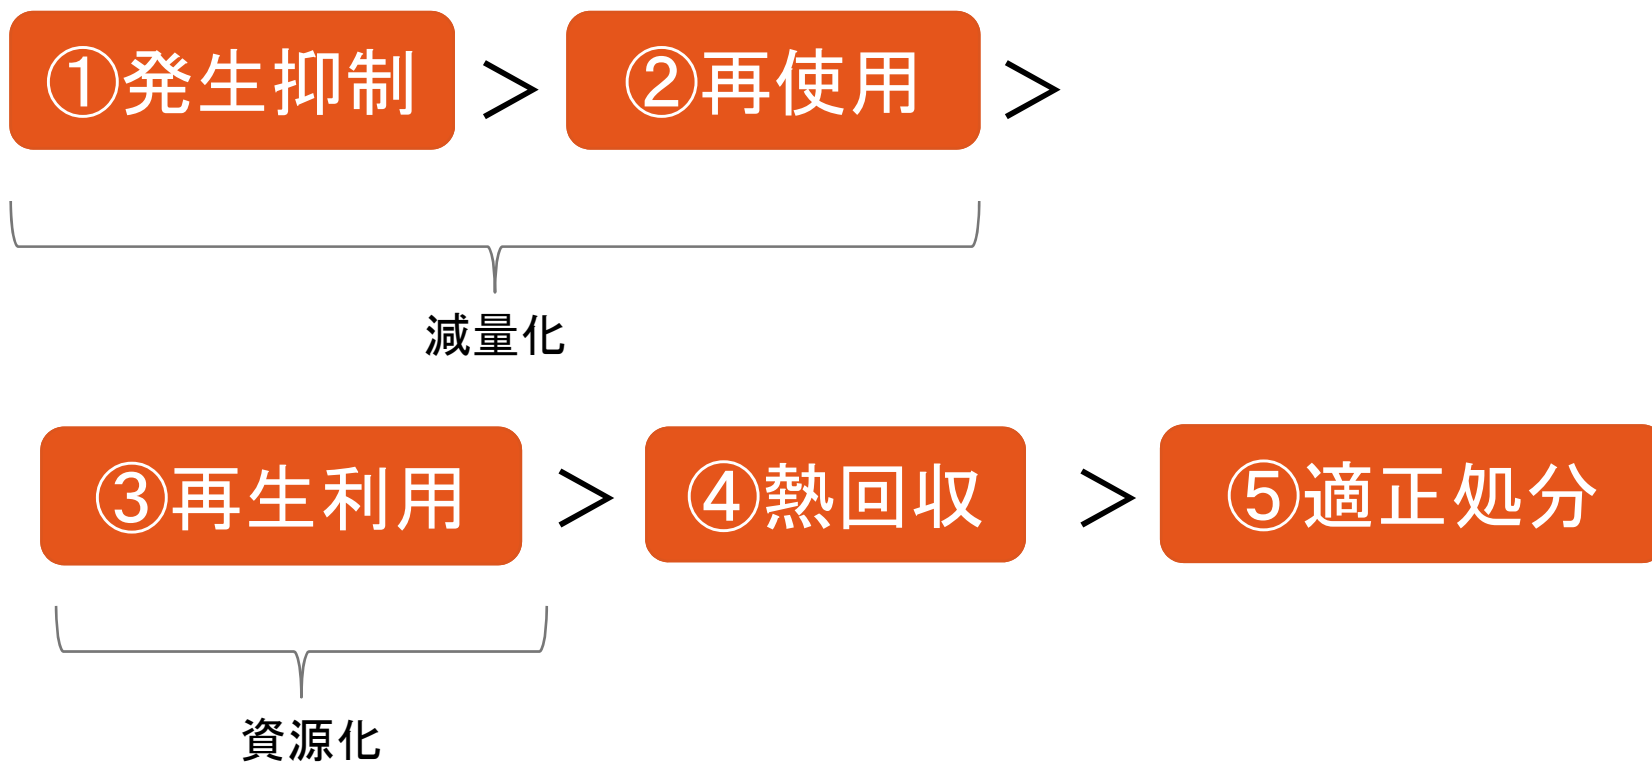 ①発生抑制 > ②再使用 >
減量化
③再生利用 > ④熱回収 > ⑤適正処分
資源化